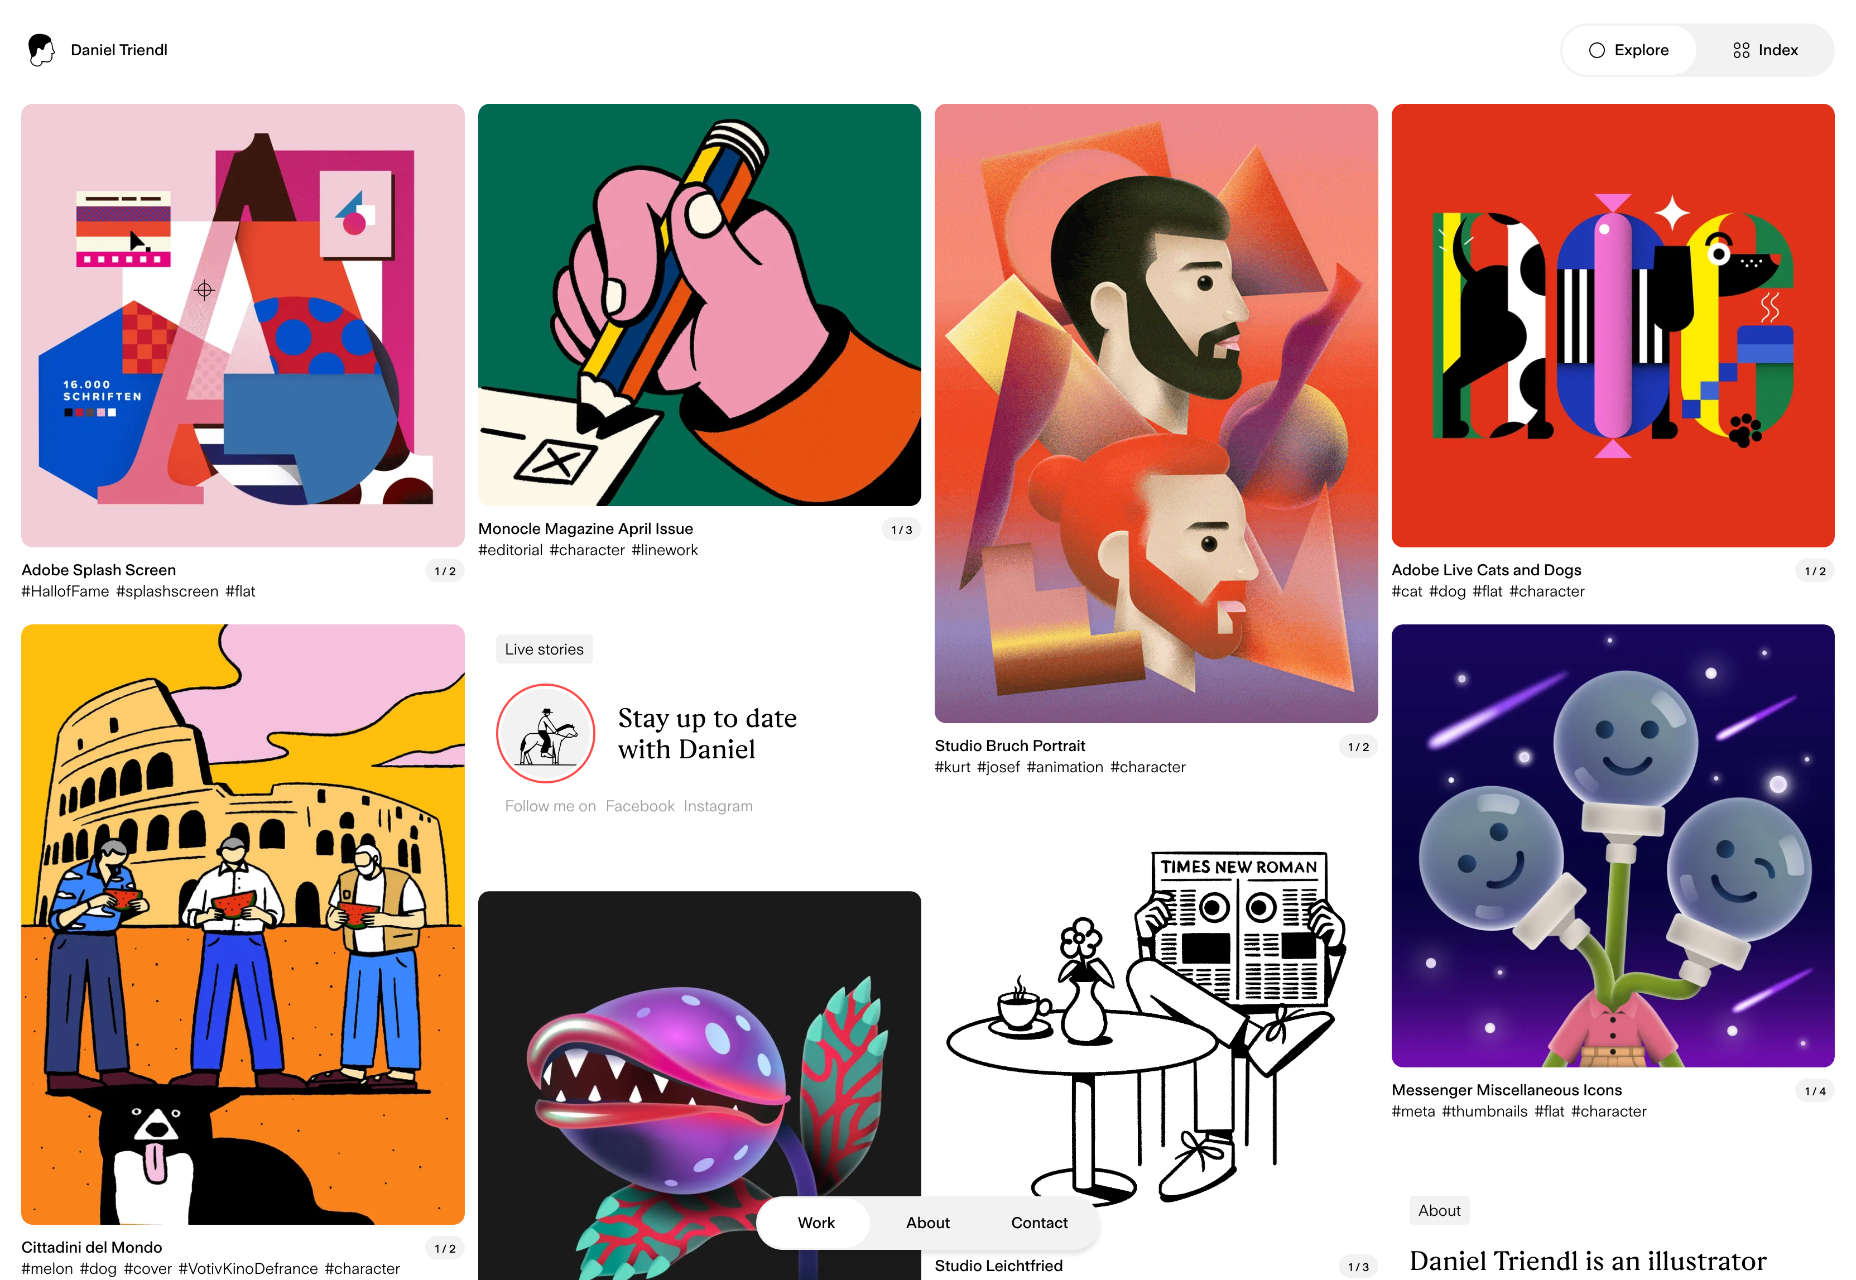 Daniel Triendl
Explore
Index
16.000
SCHRIFTEN
Adobe Splash Screen
1 / 2
#HallofFame #splashscreen #flat
Monocle Magazine April Issue
1 / 3
#editorial #character #linework
Studio Bruch Portrait
1 / 2
#kurt #josef #animation #character
Adobe Live Cats and Dogs
1 / 2
#cat #dog #flat #character
Live stories
Stay up to date
with Daniel
Follow me on Facebook Instagram
TIMES NEW ROMAN
Messenger Miscellaneous Icons
1 / 4
#meta #thumbnails #flat #character
Cittadini del Mondo
1 / 2
#melon #dog #cover #VotivKinoDefrance #character
Studio Leichtfried
1 / 3
About
Daniel Triendl is an illustrator
Work
About
Contact